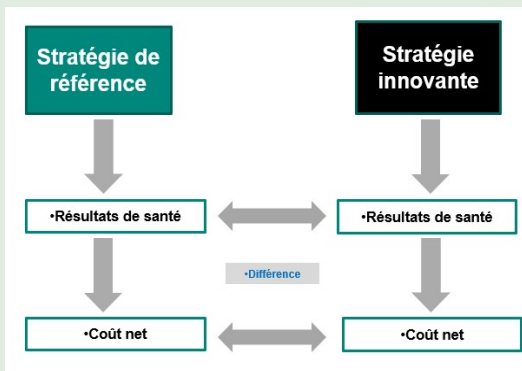 Stratégie de
référence
Stratégie
innovante
•Résultats de santé
•Résultats de santé
•Différence
•Coût net
•Coût net